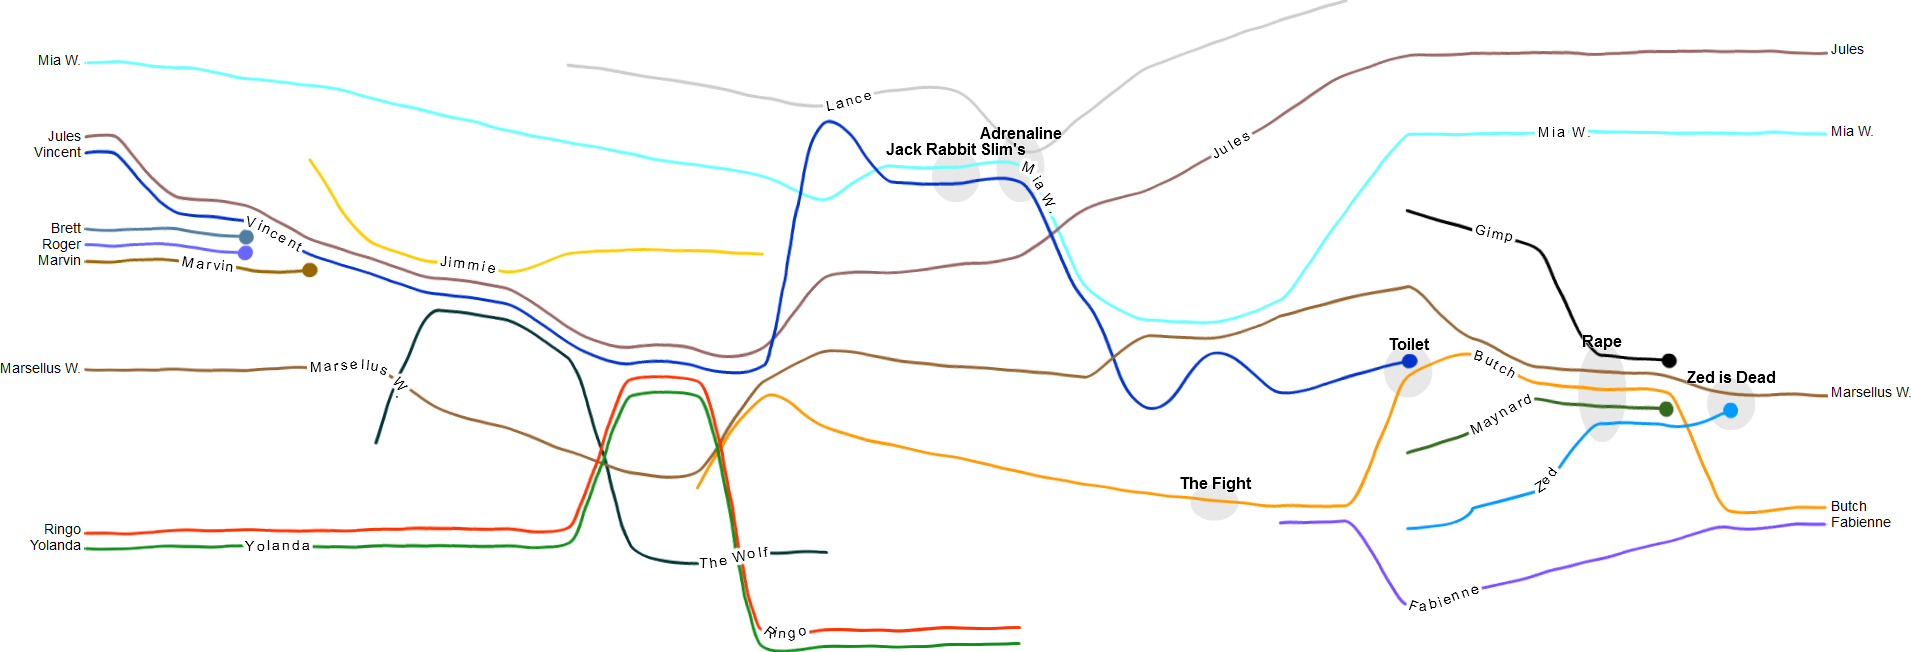 Mia W.
Jules
Vincent
Brett
Roger
Marvin
Marsellus W.
Ringo
Yolanda
Vincent
Marvin
Jimmie
Marsellus W.
Yolanda
The Wolf
Ringo
Lance
Jack Rabbit Slim's
Adrenaline
Mia W.
Jules
The Fight
Toilet
Butch
Gimp
Maynard
Zed
Fabienne
Mia W.
Rape
Zed is Dead
Jules
Mia W.
Marsellus W.
Butch
Fabienne